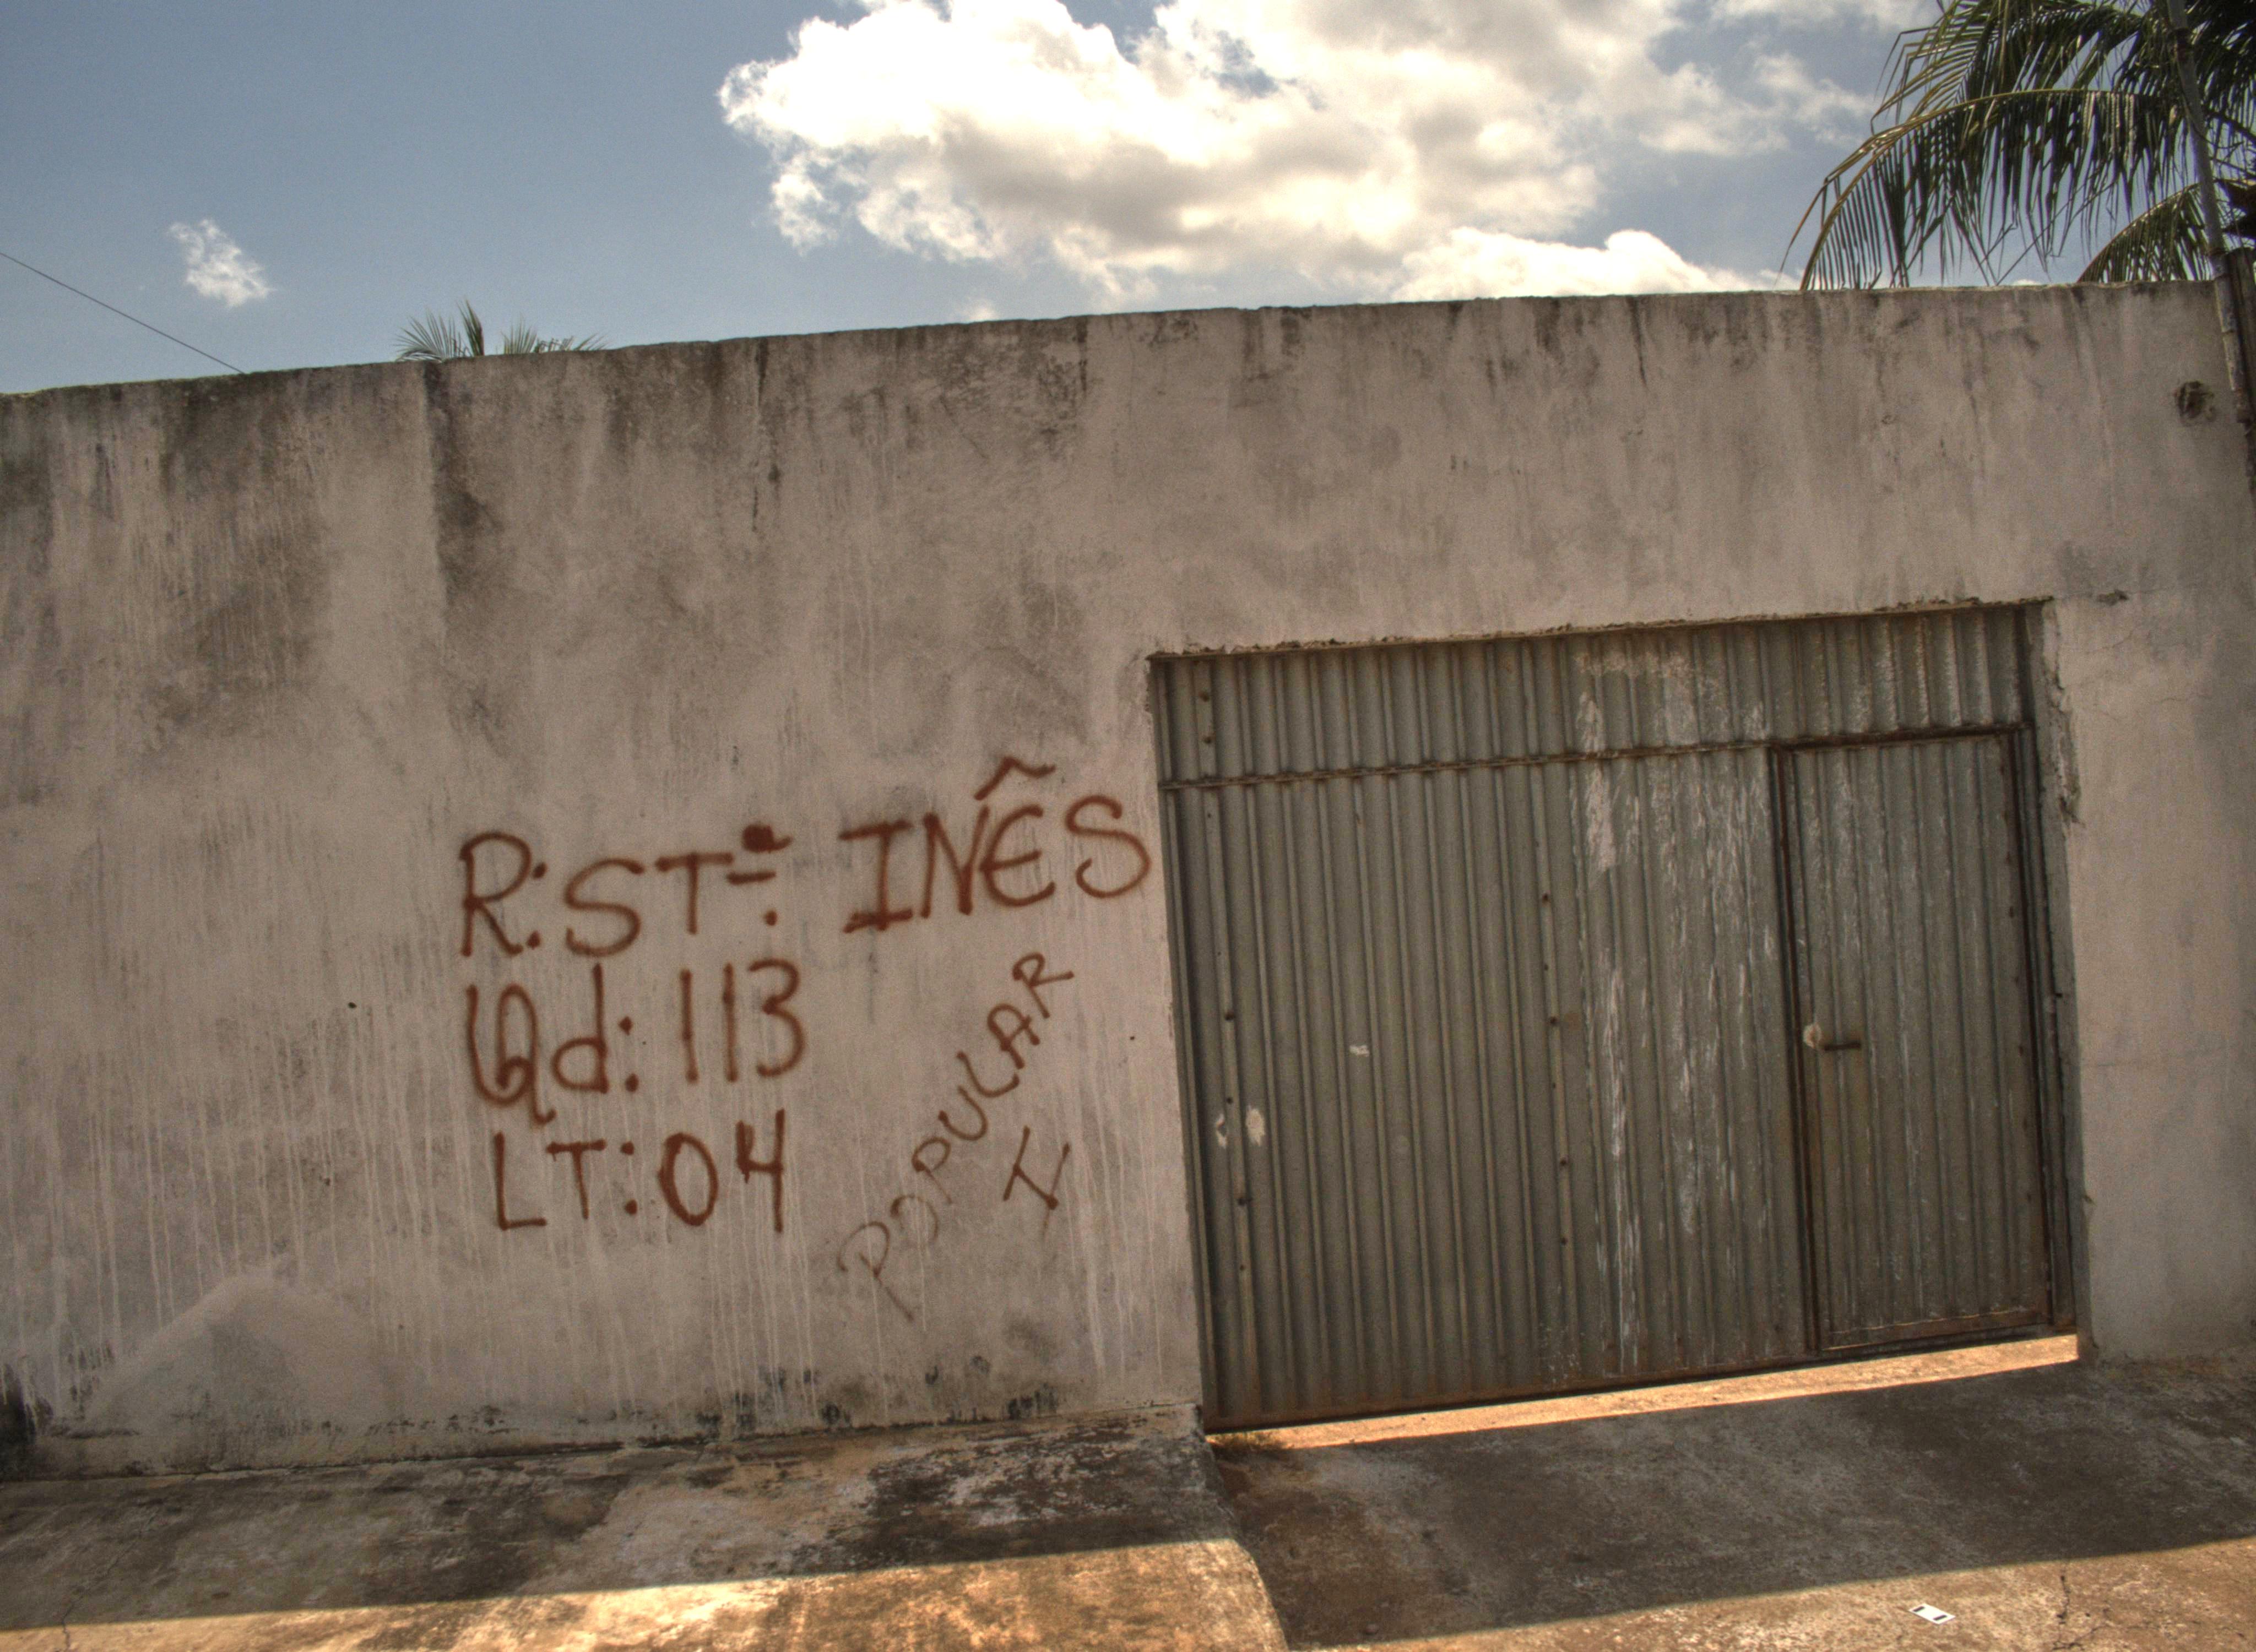 R: STª. INÊS
Qd: 113
LT: 04
POPULAR
I